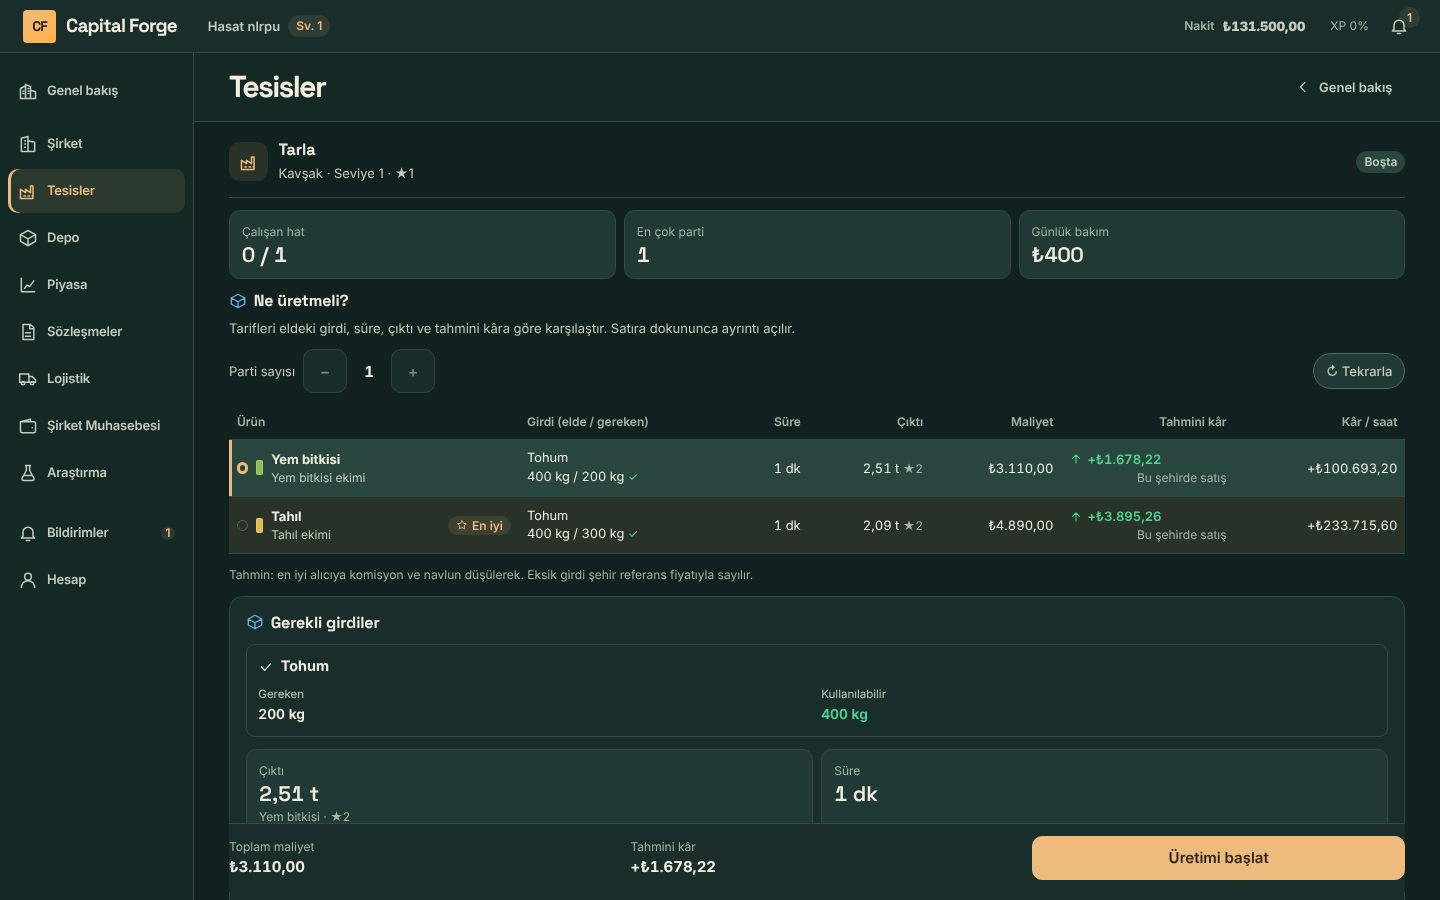 CF Capital Forge Hasat nlrpu Sv. 1 Nakit ₺131.500,00 XP 0% 1
Genel bakış
Şirket
Tesisler
Depo
Piyasa
Sözleşmeler
Lojistik
Şirket Muhasebesi
Araştırma
Bildirimler 1
Hesap
Tesisler Genel bakış
Tarla
Kavşak · Seviye 1 · ★1
Boşta
Çalışan hat
0 / 1
En çok parti
1
Günlük bakım
₺400
Ne üretmeli?
Tarifleri eldeki girdi, süre, çıktı ve tahmini kâra göre karşılaştır. Satıra dokununca ayrıntı açılır.
Parti sayısı − 1 + Tekrarla
Ürün Girdi (elde / gereken) Süre Çıktı Maliyet Tahmini kâr Kâr / saat
Yem bitkisi
Yem bitkisi ekimi
Tohum
400 kg / 200 kg ✓
1 dk 2,51 t ★2 ₺3.110,00
↑ +₺1.678,22
Bu şehirde satış
+₺100.693,20
Tahıl
Tahıl ekimi
En iyi
Tohum
400 kg / 300 kg ✓
1 dk 2,09 t ★2 ₺4.890,00
↑ +₺3.895,26
Bu şehirde satış
+₺233.715,60
Tahmin: en iyi alıcıya komisyon ve navlun düşülerek. Eksik girdi şehir referans fiyatıyla sayılır.
Gerekli girdiler
Tohum
Gereken
200 kg
Kullanılabilir
400 kg
Çıktı
2,51 t
Yem bitkisi · ★2
Süre
1 dk
Toplam maliyet
₺3.110,00
Tahmini kâr
+₺1.678,22
Üretimi başlat